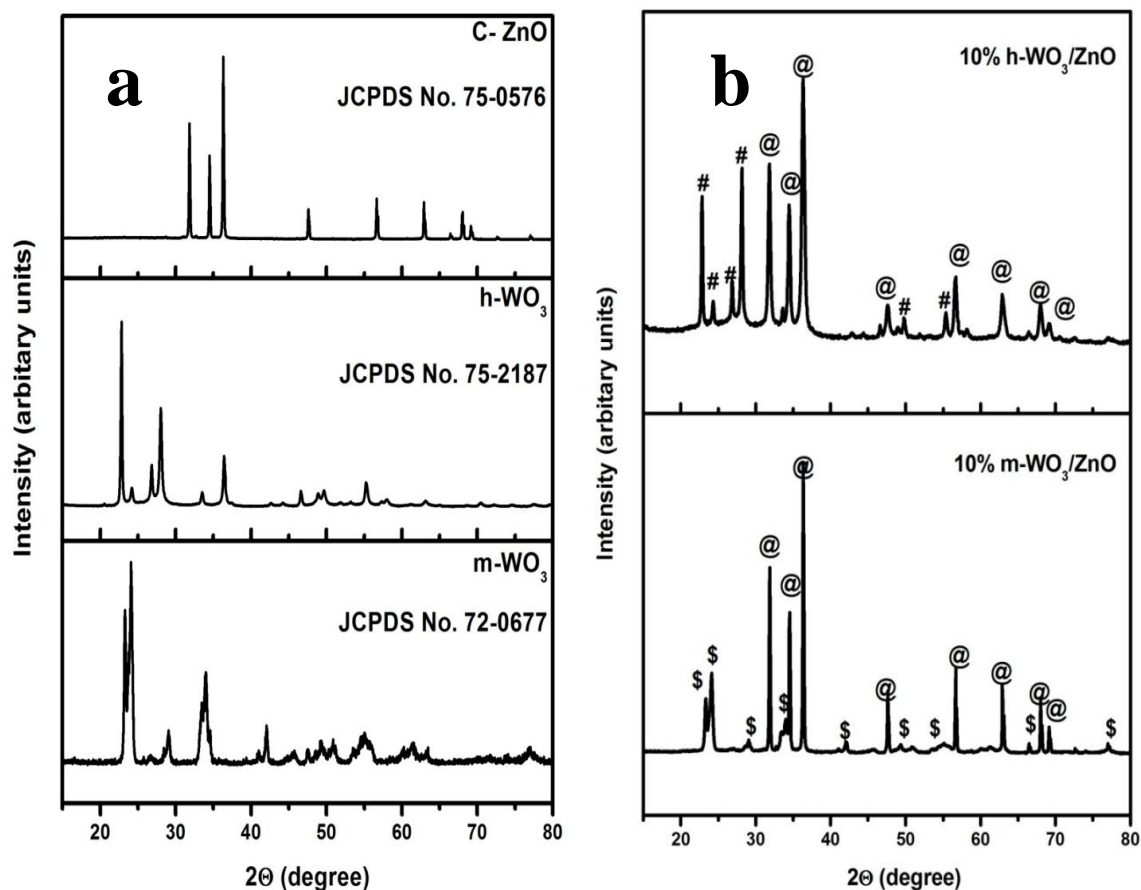 a
C- ZnO
JCPDS No. 75-0576
h-WO3
JCPDS No. 75-2187
m-WO3
JCPDS No. 72-0677
Intensity (arbitary units)
20 30 40 50 60 70 80
2Θ (degree)
b
10% h-WO3/ZnO
# # # # @ @ @ @ # # @ @ @ @
10% m-WO3/ZnO
$ $ $ @ $ @ @ $ @ $ $ @ @ $ @ @ $
Intensity (arbitary units)
20 30 40 50 60 70 80
2Θ (degree)